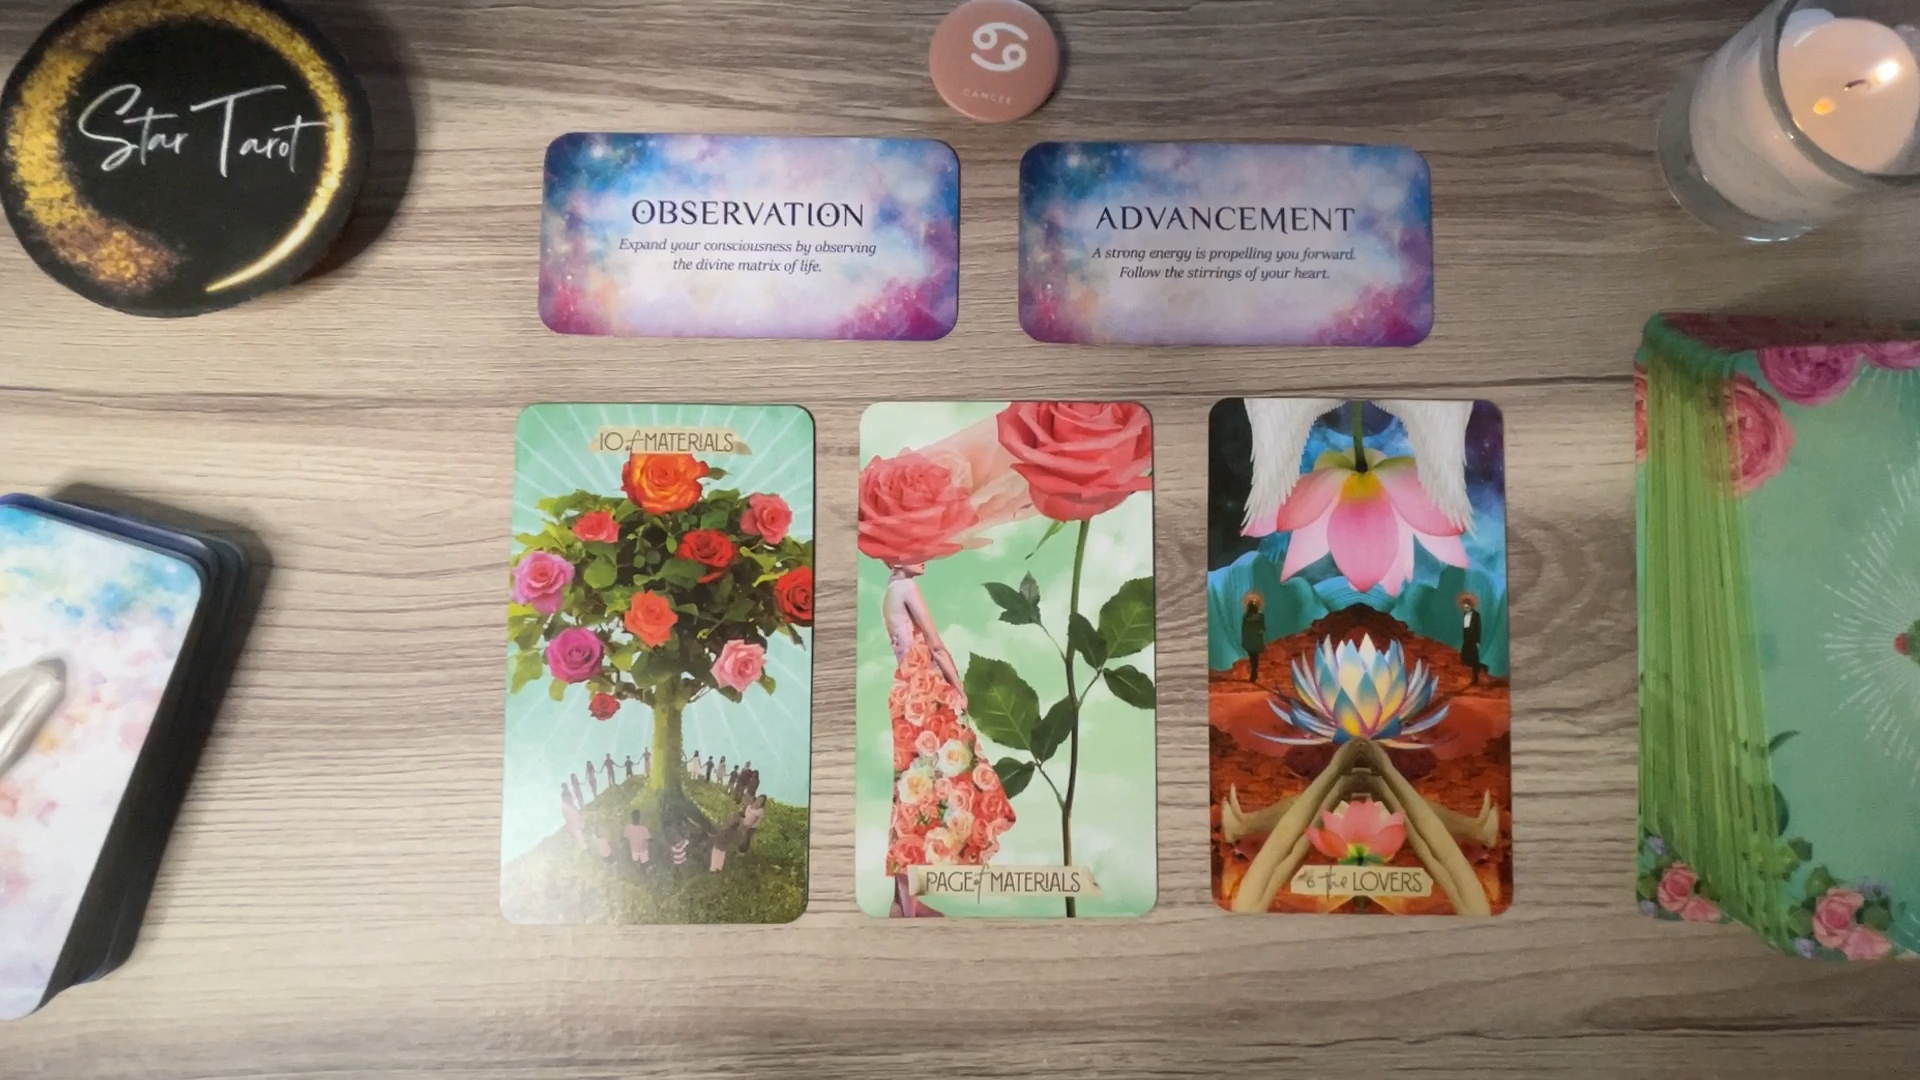 Star Tarot
CANCER
OBSERVATION
Expand your consciousness by observing
the divine matrix of life.
ADVANCEMENT
A strong energy is propelling you forward.
Follow the stirrings of your heart.
10 of MATERIALS
PAGE of MATERIALS
6 the LOVERS